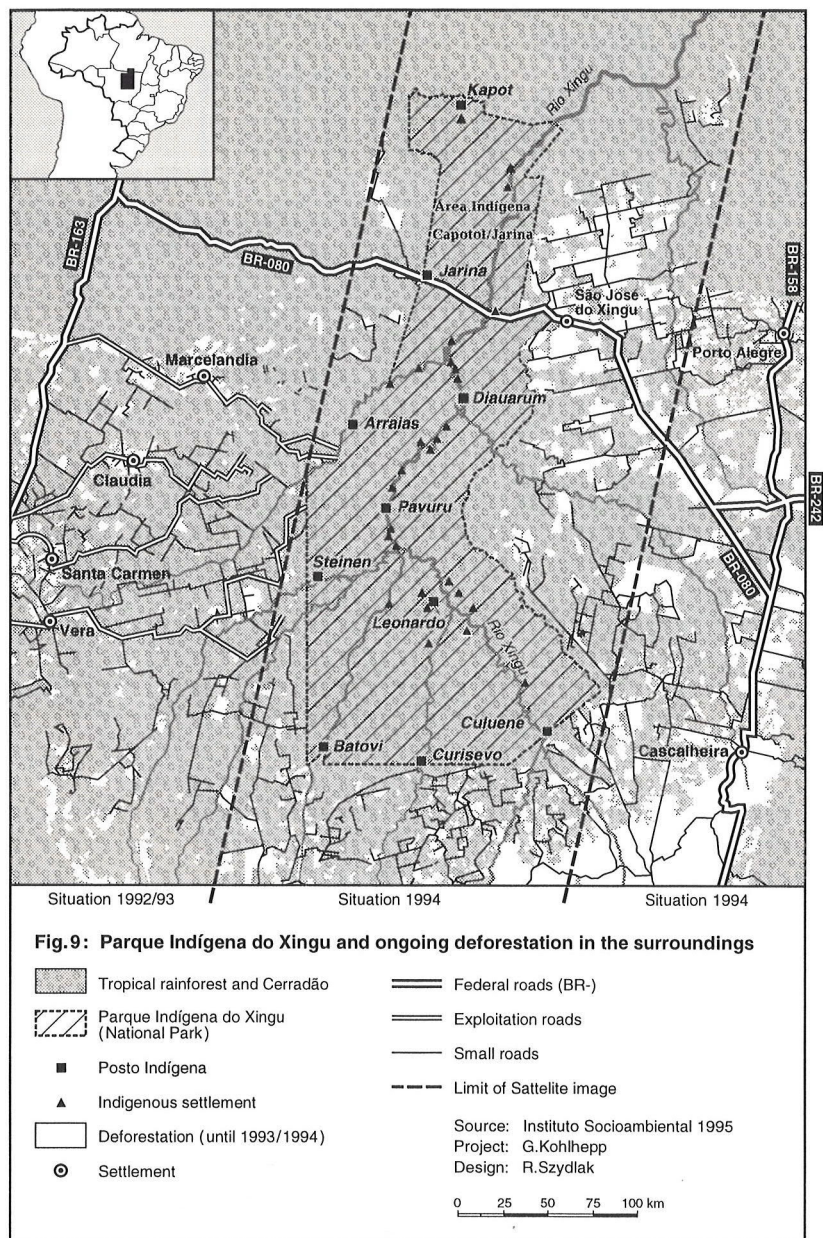 Kapot
Rio Xingu
Area Indígena
Capotol/Jarina
BR-163
BR-080
Jarina
São José
do Xingu
BR-158
Porto Alegre
Marcelandia
Diauarum
Arraias
Claudia
BR-242
Pavuru
Santa Carmen
Steinen
BR-080
Vera
Leonardo
Rio Xingu
Culuene
Batovi
Curisevo
Cascalheira
Situation 1992/93
Situation 1994
Situation 1994
Fig.9: Parque Indígena do Xingu and ongoing deforestation in the surroundings
Tropical rainforest and Cerradão
Parque Indígena do Xingu
(National Park)
Posto Indígena
Indigenous settlement
Deforestation (until 1993/1994)
Settlement
Federal roads (BR-)
Exploitation roads
Small roads
Limit of Sattelite image
Source: Instituto Socioambiental 1995
Project: G.Kohlhepp
Design: R.Szydlak
0 25 50 75 100 km